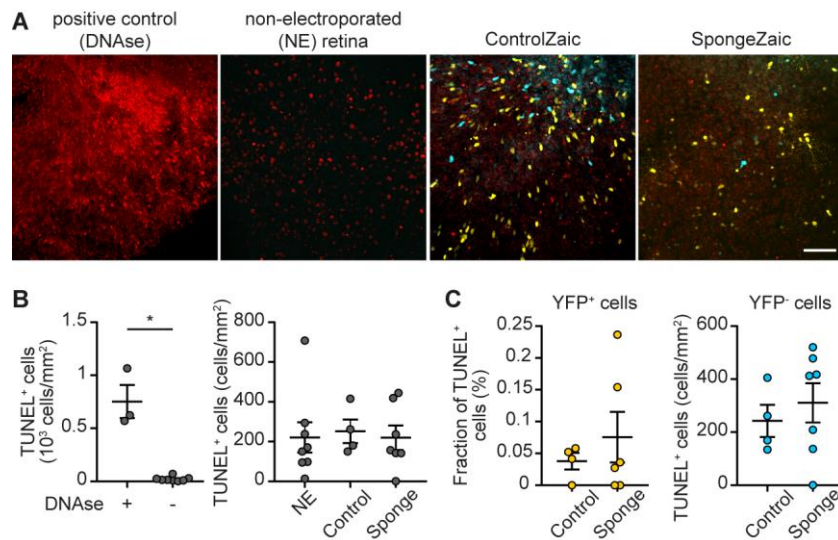 A
positive control
(DNAse)
non-electroporated
(NE) retina
ControlZaic
SpongeZaic
B
TUNEL⁺ cells
(10³ cells/mm²)
1.5
1
0.5
0
*
DNAse + -
TUNEL⁺ cells (cells/mm²)
800
600
400
200
0
NE
Control
Sponge
C
YFP⁺ cells
Fraction of TUNEL⁺
cells (%)
0.25
0.2
0.15
0.1
0.05
0
Control
Sponge
YFP⁻ cells
TUNEL⁺ cells (cells/mm²)
600
400
200
0
Control
Sponge